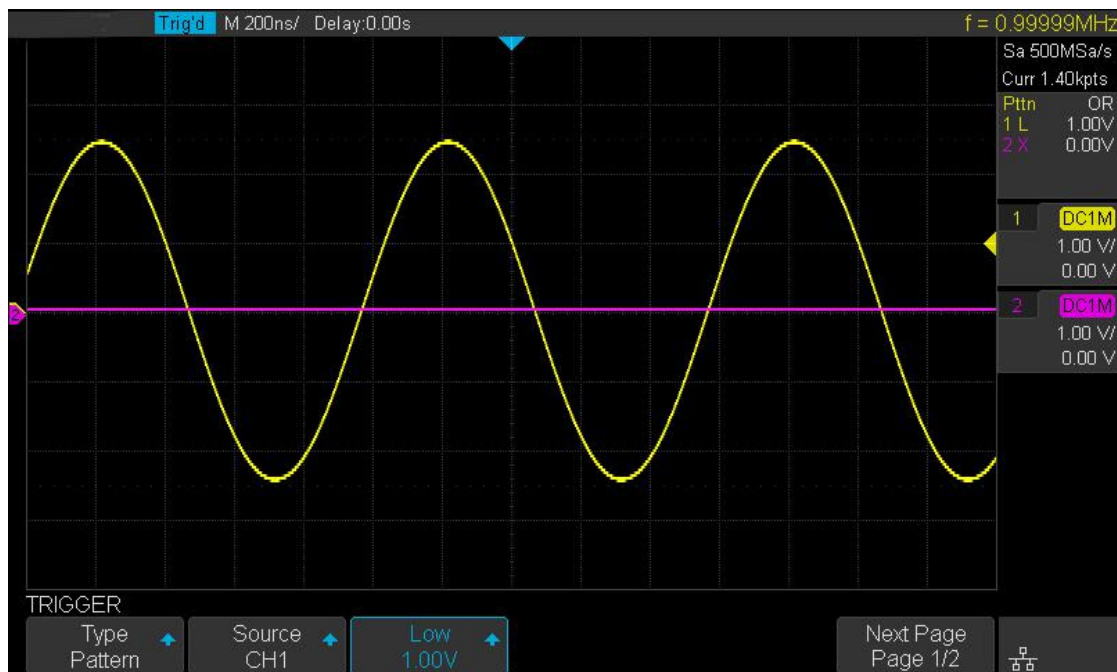 Trig'd M 200ns/ Delay:0.00s f = 0.99999MHz
Sa 500MSa/s
Curr 1.40kpts
Pttn OR
1 L 1.00V
2 X 0.00V
1 DC1M
1.00 V/
0.00 V
2 DC1M
1.00 V/
0.00 V
2
TRIGGER
Type
Pattern
Source
CH1
Low
1.00V
Next Page
Page 1/2